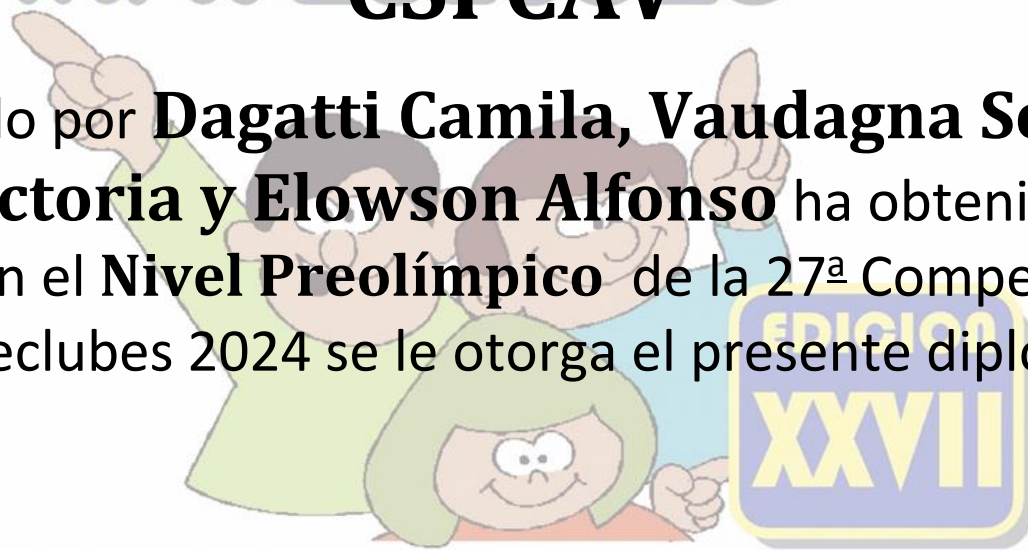 lo por Dagatti Camila, Vaudagna So
ctoria y Elowson Alfonso ha obteni
n el Nivel Preolímpico de la 27ª Compe
eclubes 2024 se le otorga el presente diplo
EDICION
XXVII